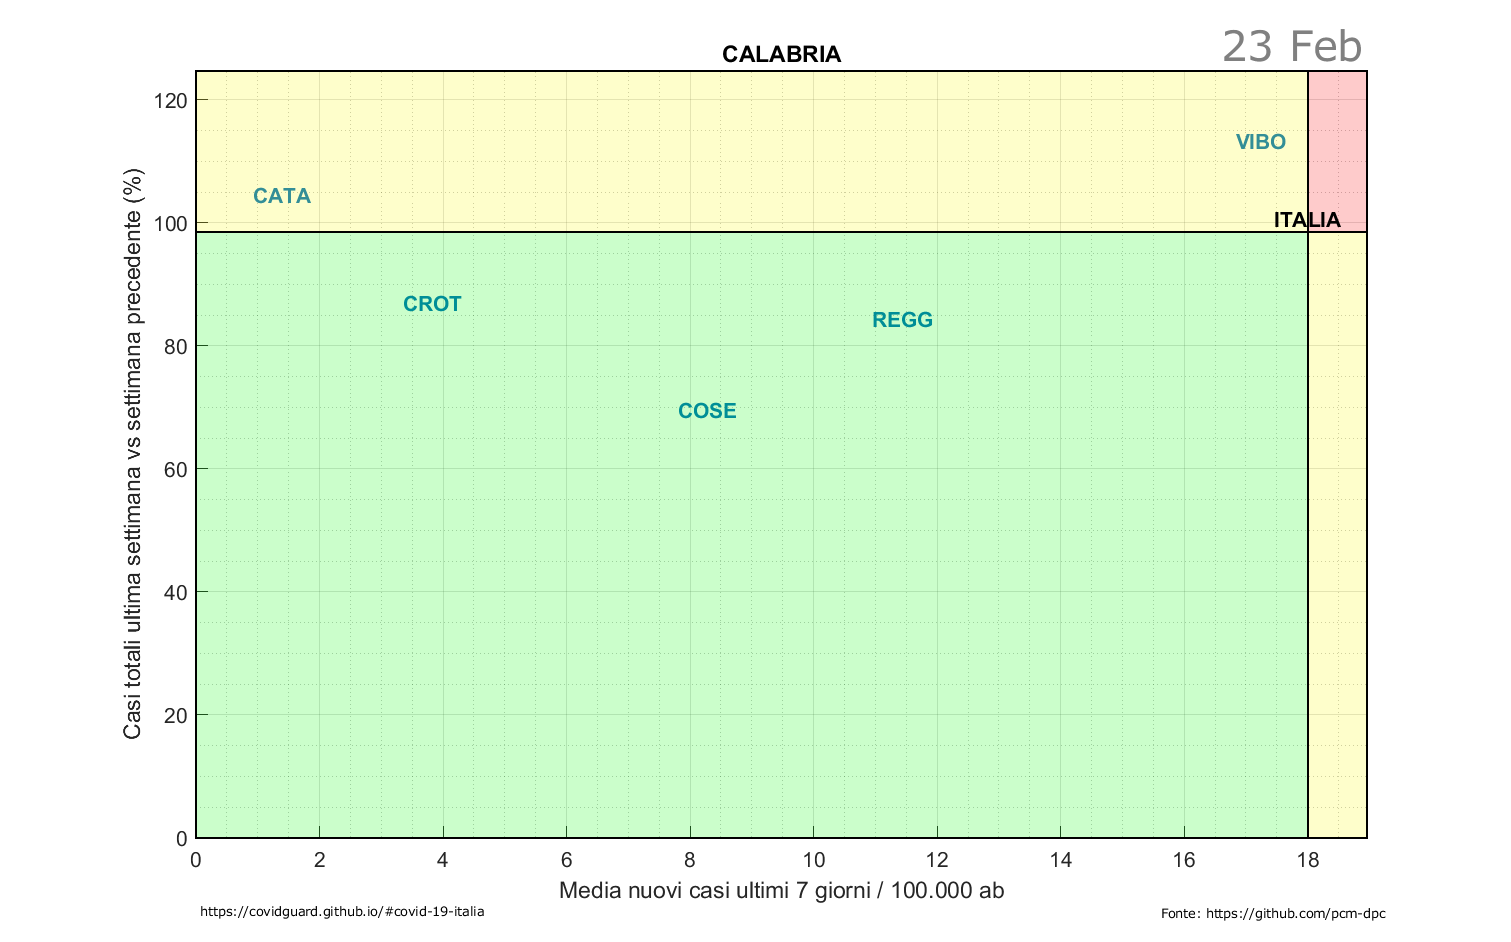 23 Feb
CALABRIA
Casi totali ultima settimana vs settimana precedente (%)
120
100
80
60
40
20
0
VIBO
CATA
ITALIA
CROT
REGG
COSE
0 2 4 6 8 10 12 14 16 18
Media nuovi casi ultimi 7 giorni / 100.000 ab
https://covidguard.github.io/#covid-19-italia
Fonte: https://github.com/pcm-dpc